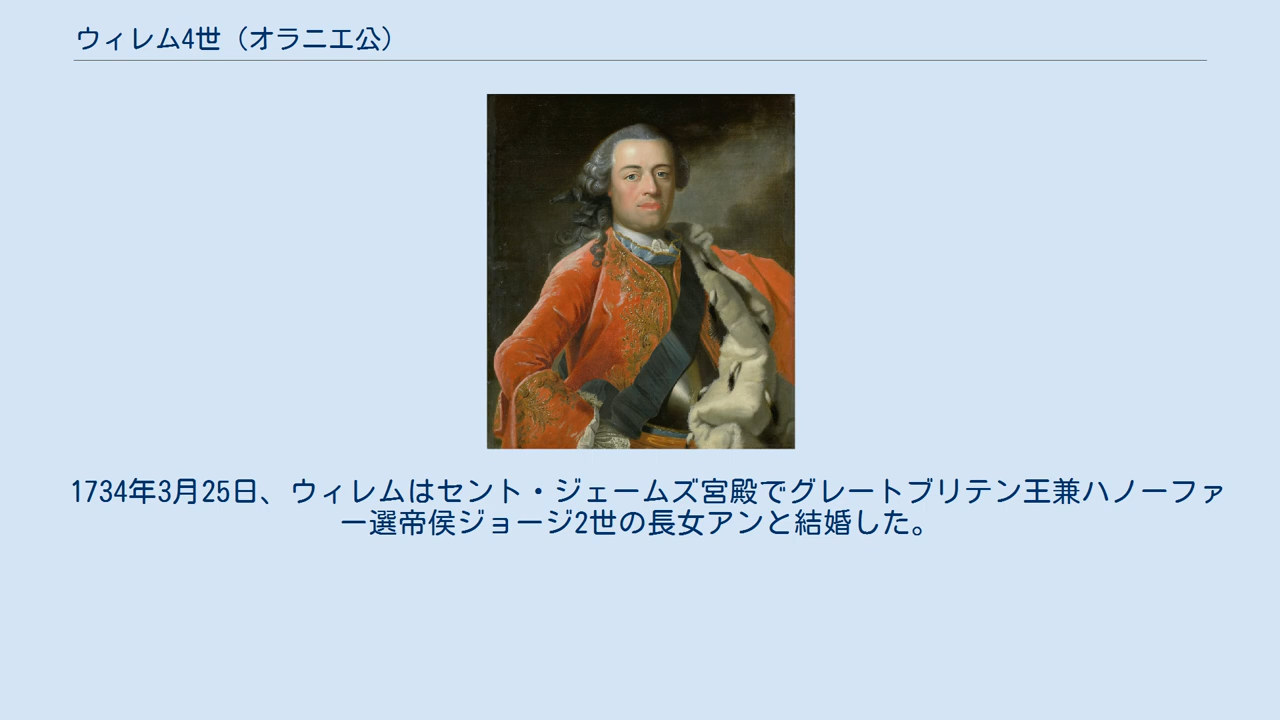 ウィレム4世（オラニエ公）
1734年3月25日、ウィレムはセント・ジェームズ宮殿でグレートブリテン王兼ハノーファ
ー選帝侯ジョージ2世の長女アンと結婚した。